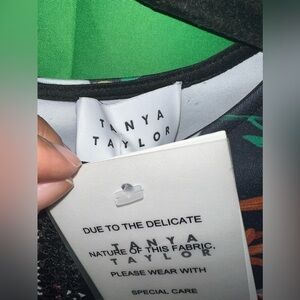 TANYA
TAYLOR
DUE TO THE DELICATE
NATURE OF THIS FABRIC,
TANYA
TAYLOR
PLEASE WEAR WITH
SPECIAL CARE